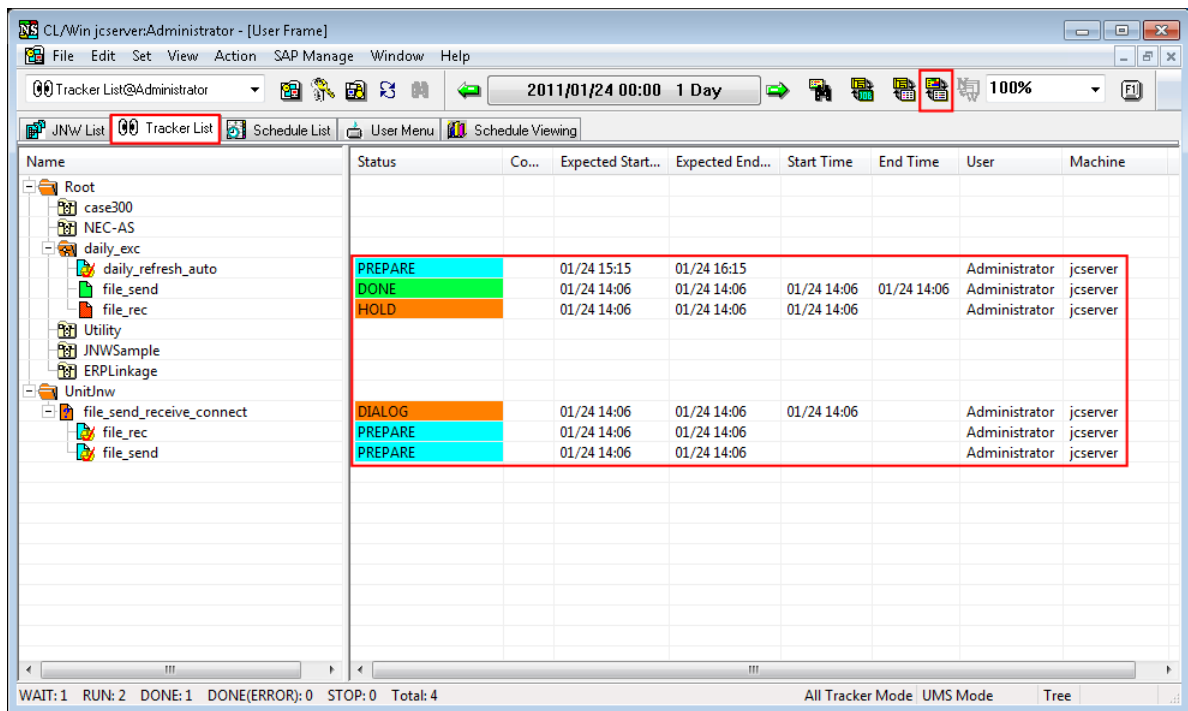 CL/Win jcserver:Administrator - [User Frame]
File Edit Set View Action SAP Manage Window Help
Tracker List@Administrator 2011/01/24 00:00 1 Day 100% F1
JNW List Tracker List Schedule List User Menu Schedule Viewing
Name Status Co... Expected Start... Expected End... Start Time End Time User Machine
Root
case300
NEC-AS
daily_exc
daily_refresh_auto PREPARE 01/24 15:15 01/24 16:15 Administrator jcserver
file_send DONE 01/24 14:06 01/24 14:06 01/24 14:06 01/24 14:06 Administrator jcserver
file_rec HOLD 01/24 14:06 01/24 14:06 01/24 14:06 Administrator jcserver
Utility
JNWSample
ERPLinkage
UnitJnw
file_send_receive_connect DIALOG 01/24 14:06 01/24 14:06 01/24 14:06 Administrator jcserver
file_rec PREPARE 01/24 14:06 01/24 14:06 Administrator jcserver
file_send PREPARE 01/24 14:06 01/24 14:06 Administrator jcserver
WAIT: 1 RUN: 2 DONE: 1 DONE(ERROR): 0 STOP: 0 Total: 4 All Tracker Mode UMS Mode Tree